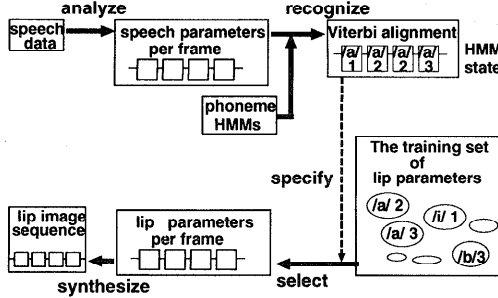 analyze
recognize
speech
data
speech parameters
per frame
Viterbi alignment
/a/ /a/ /a/ /a/
1 2 2 3
HMM
state
phoneme
HMMs
specify
The training set
of
lip parameters
/a/ 2
/i/ 1
/a/ 3
/b/3
lip image
sequence
lip parameters
per frame
synthesize
select